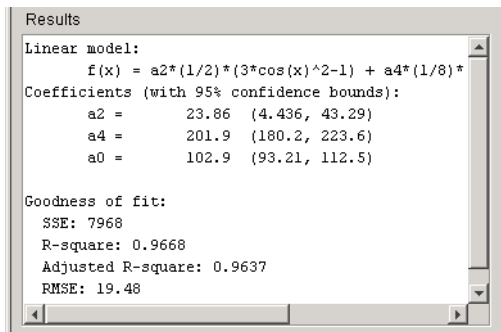 Results
Linear model:
f(x) = a2*(1/2)*(3*cos(x)^2-1) + a4*(1/8)*
Coefficients (with 95% confidence bounds):
a2 = 23.86 (4.436, 43.29)
a4 = 201.9 (180.2, 223.6)
a0 = 102.9 (93.21, 112.5)
Goodness of fit:
SSE: 7968
R-square: 0.9668
Adjusted R-square: 0.9637
RMSE: 19.48